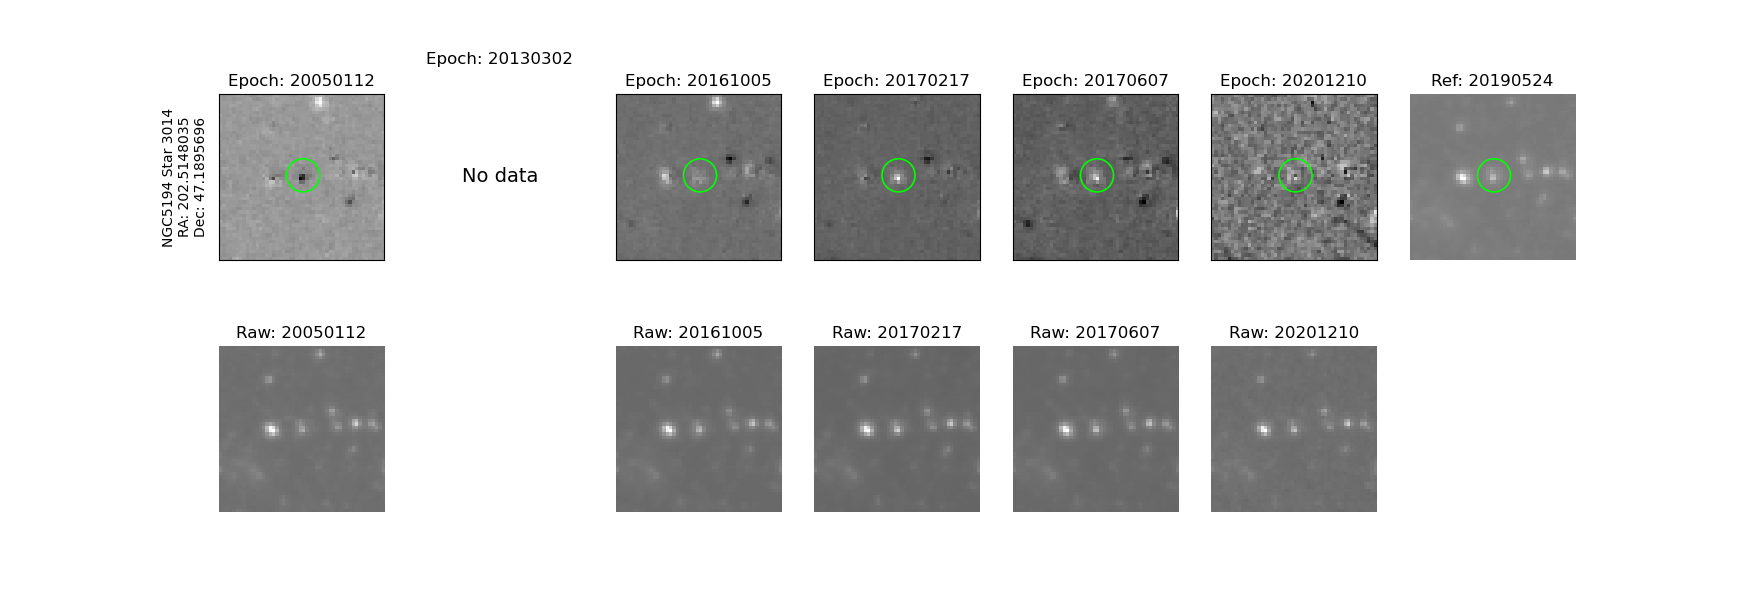 Epoch: 20130302
Epoch: 20050112
Epoch: 20161005
Epoch: 20170217
Epoch: 20170607
Epoch: 20201210
Ref: 20190524
NGC5194 Star 3014
RA: 202.5148035
Dec: 47.1895696
No data
Raw: 20050112
Raw: 20161005
Raw: 20170217
Raw: 20170607
Raw: 20201210